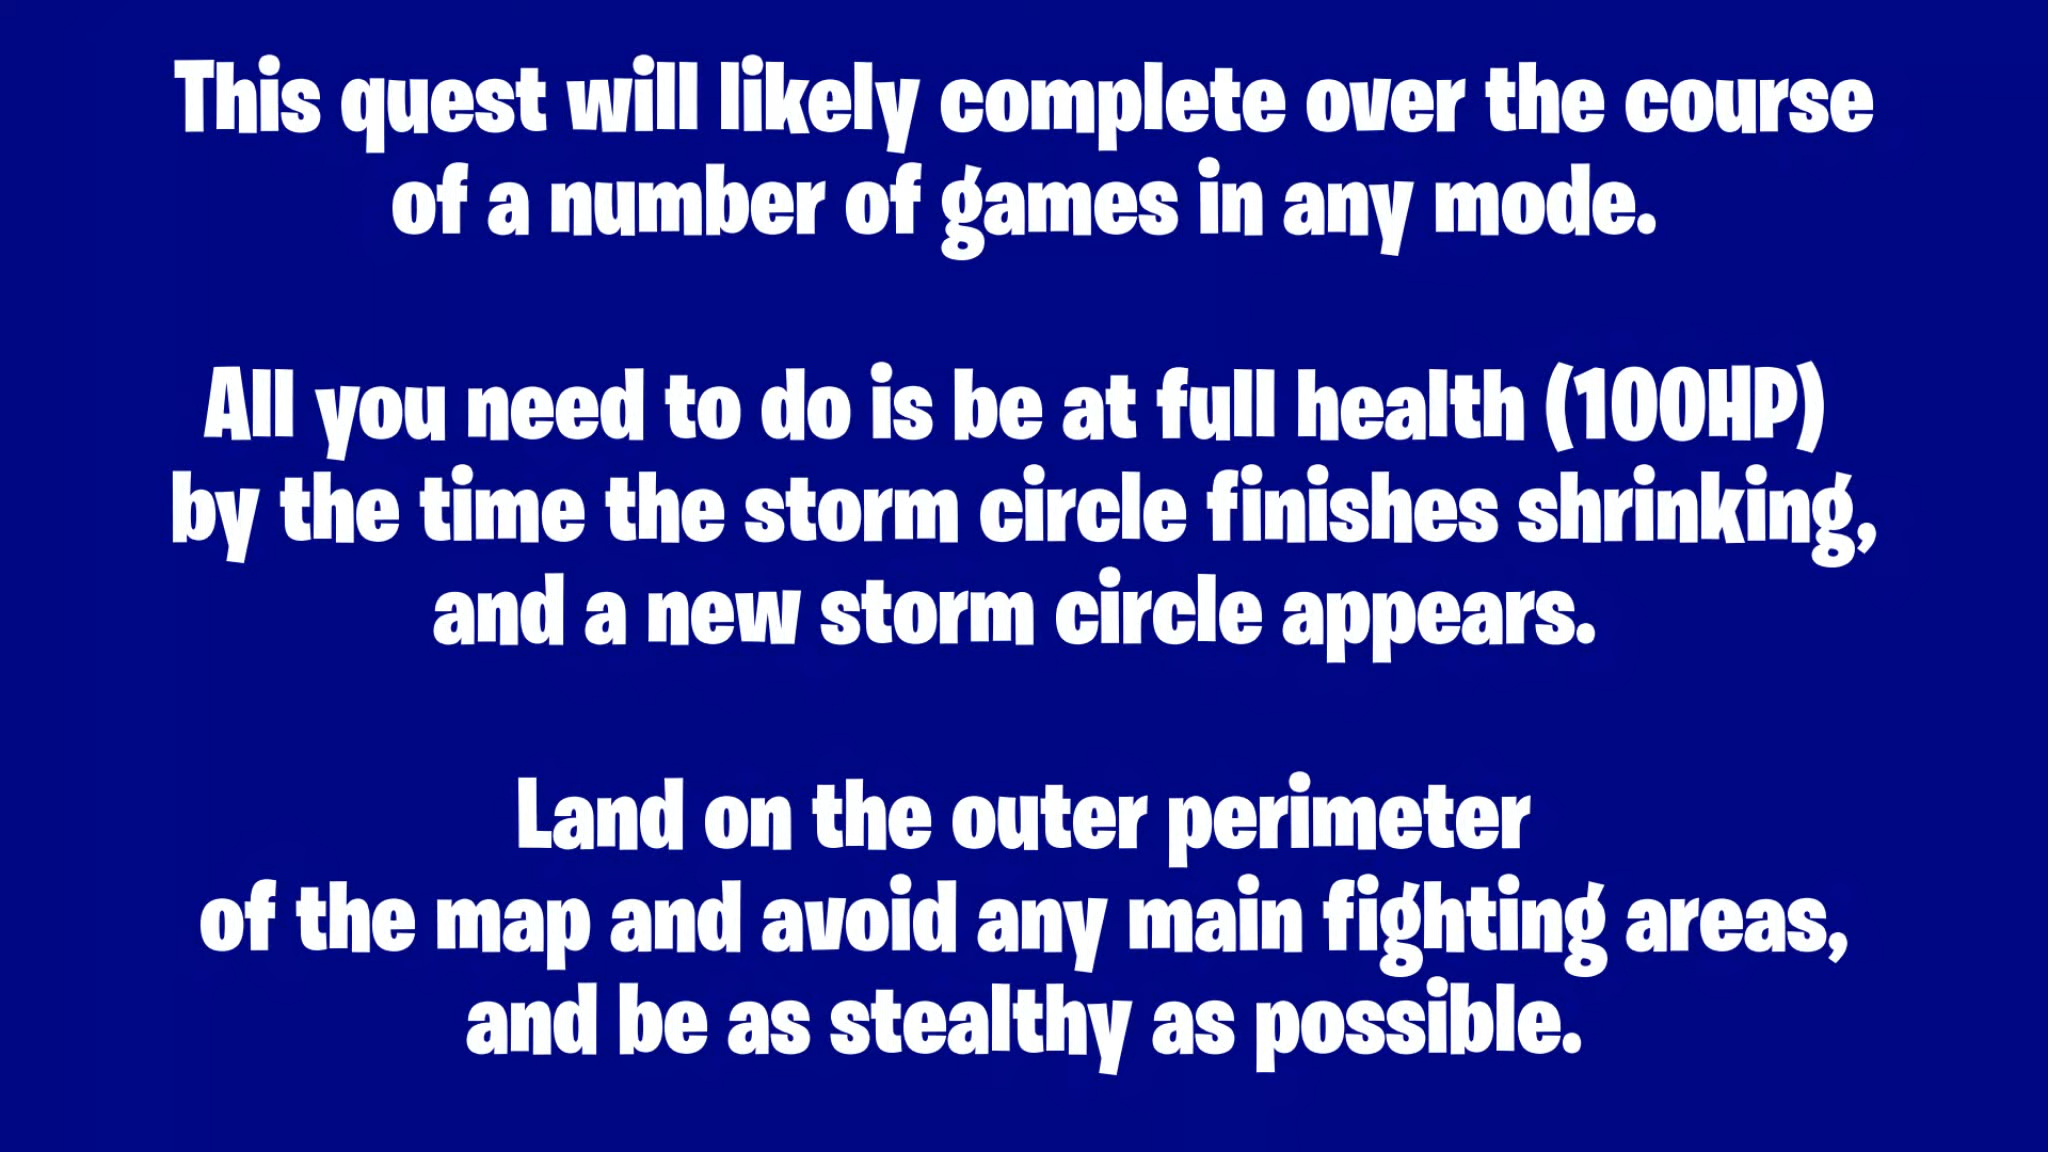 This quest will likely complete over the course
of a number of games in any mode.
All you need to do is be at full health (100HP)
by the time the storm circle finishes shrinking,
and a new storm circle appears.
Land on the outer perimeter
of the map and avoid any main fighting areas,
and be as stealthy as possible.